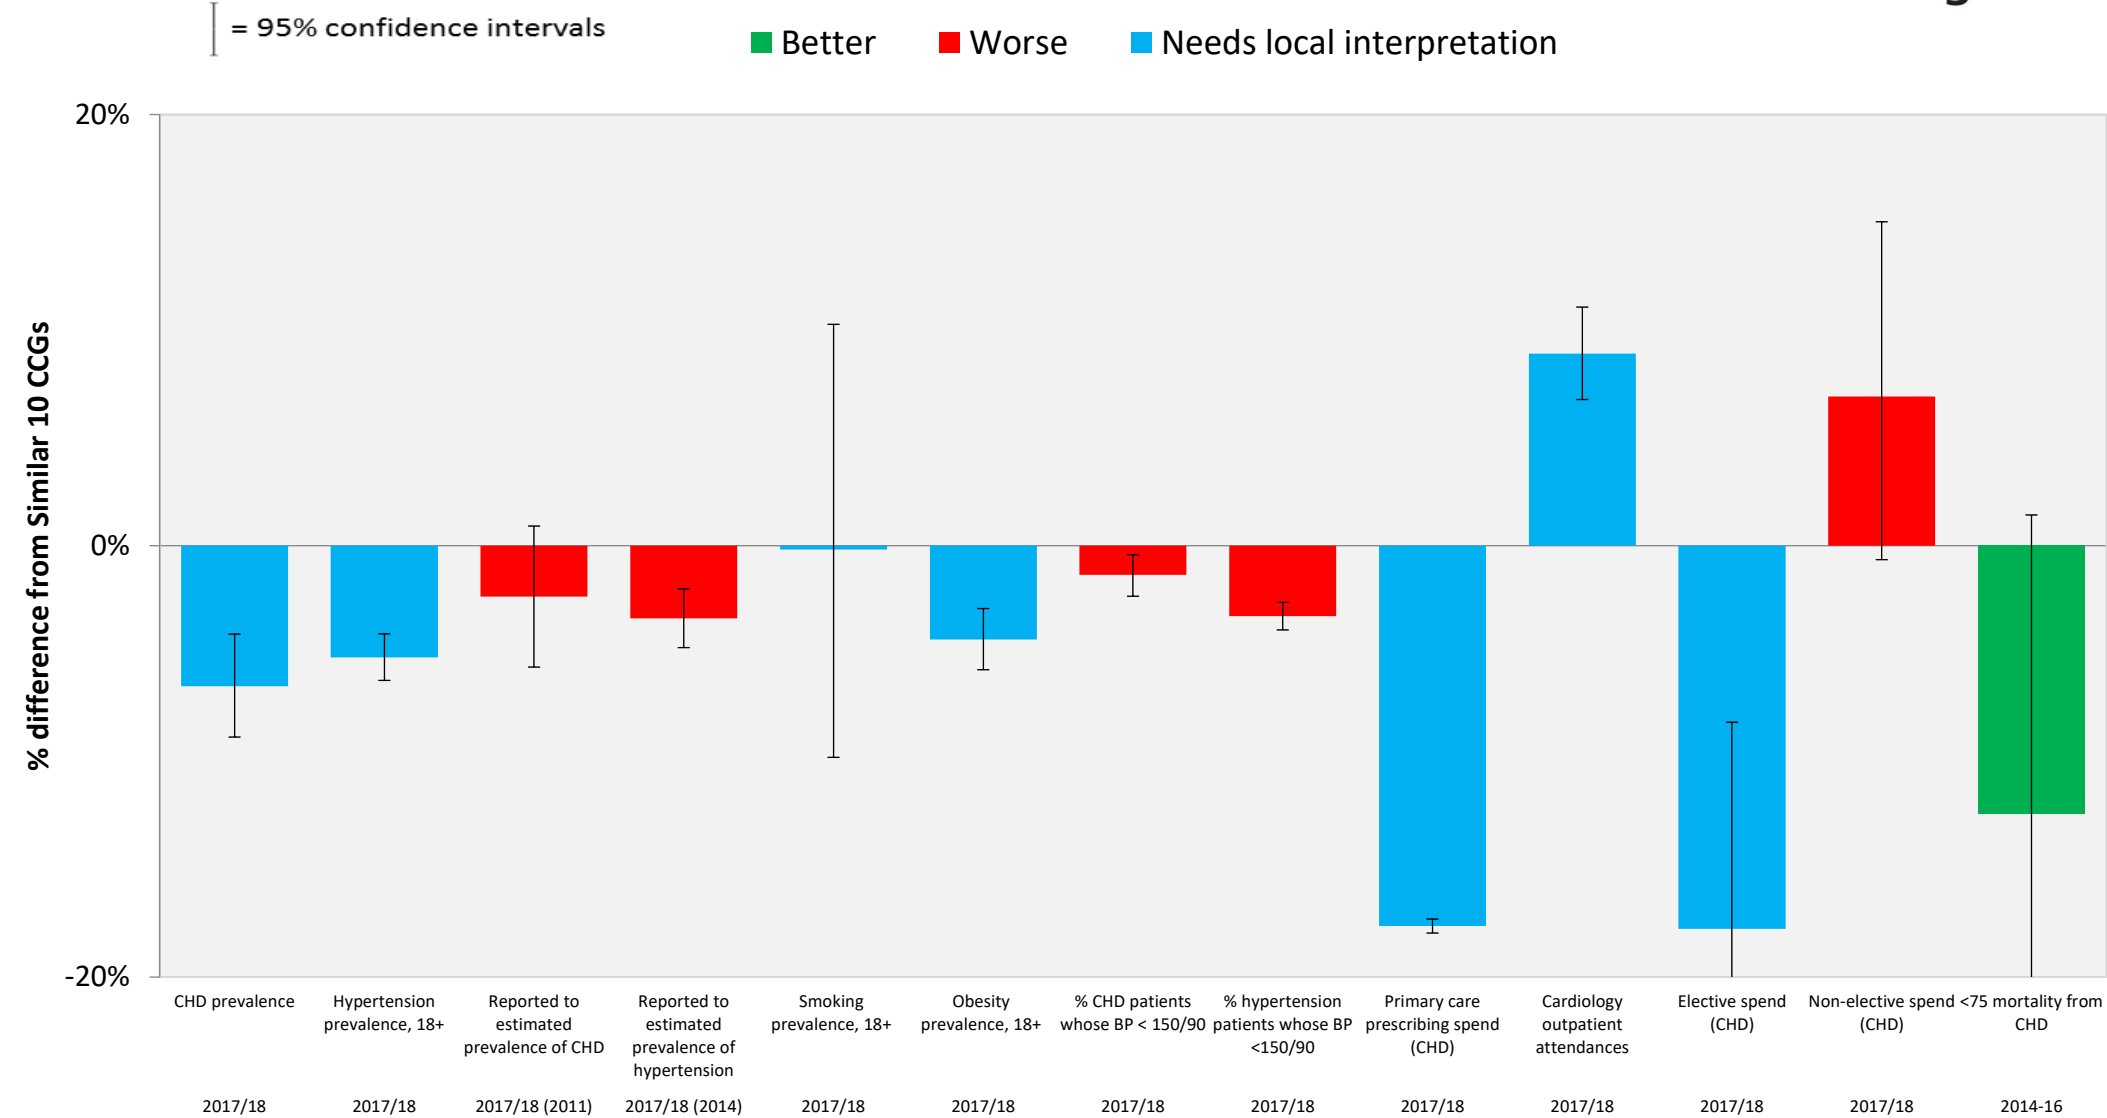 = 95% confidence intervals
Better
Worse
Needs local interpretation
20%
0%
-20%
% difference from Similar 10 CCGs
CHD prevalence
2017/18
Hypertension
prevalence, 18+
2017/18
Reported to
estimated
prevalence of CHD
2017/18 (2011)
Reported to
estimated
prevalence of
hypertension
2017/18 (2014)
Smoking
prevalence, 18+
2017/18
Obesity
prevalence, 18+
2017/18
% CHD patients
whose BP < 150/90
2017/18
% hypertension
patients whose BP
<150/90
2017/18
Primary care
prescribing spend
(CHD)
2017/18
Cardiology
outpatient
attendances
2017/18
Elective spend
(CHD)
2017/18
Non-elective spend
(CHD)
2017/18
<75 mortality from
CHD
2014-16